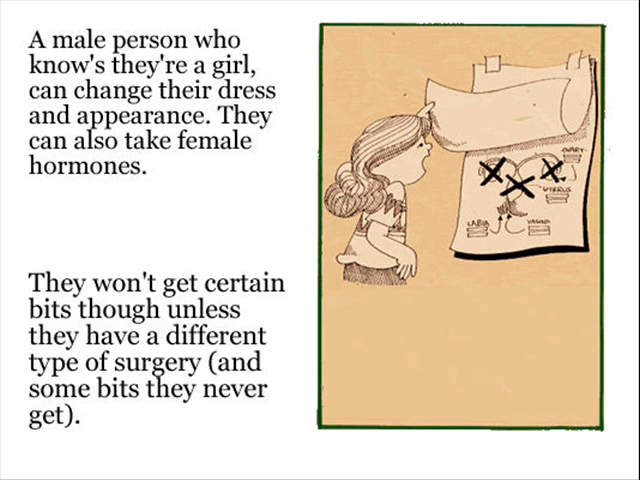 A male person who
know's they're a girl,
can change their dress
and appearance. They
can also take female
hormones.
They won't get certain
bits though unless
they have a different
type of surgery (and
some bits they never
get).
OVARY
UTERUS
LABIA
VAGINA